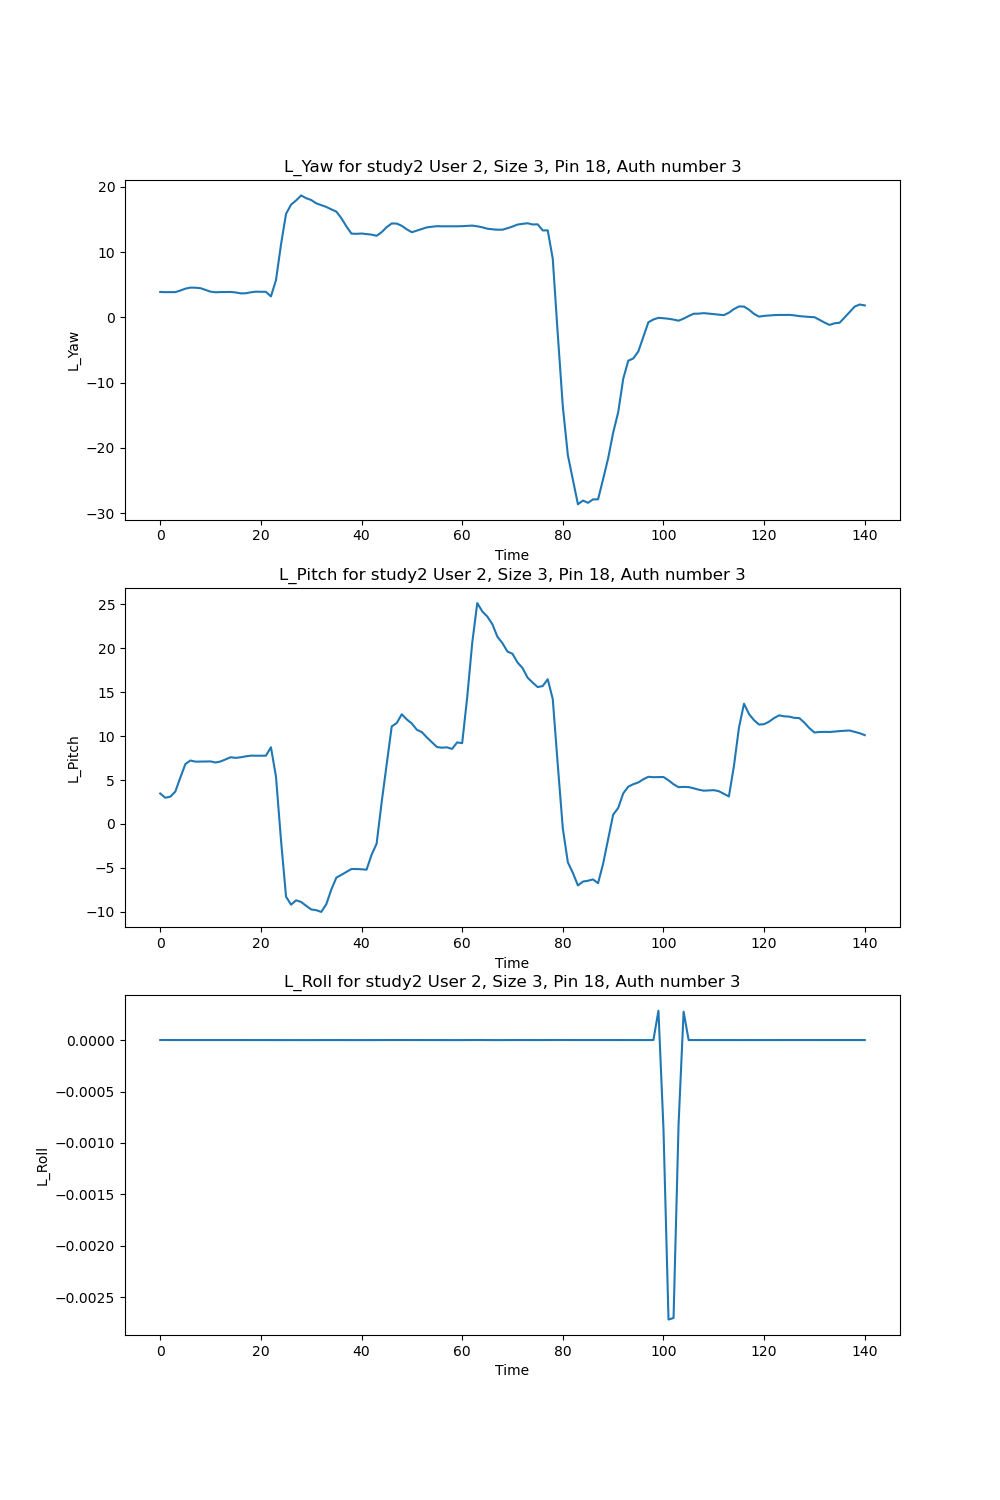 L_Yaw for study2 User 2, Size 3, Pin 18, Auth number 3
20
10
0
−10
−20
−30
L_Yaw
0 20 40 60 80 100 120 140
Time
L_Pitch for study2 User 2, Size 3, Pin 18, Auth number 3
25
20
15
10
5
0
−5
−10
L_Pitch
0 20 40 60 80 100 120 140
Time
L_Roll for study2 User 2, Size 3, Pin 18, Auth number 3
0.0000
−0.0005
−0.0010
−0.0015
−0.0020
−0.0025
L_Roll
0 20 40 60 80 100 120 140
Time